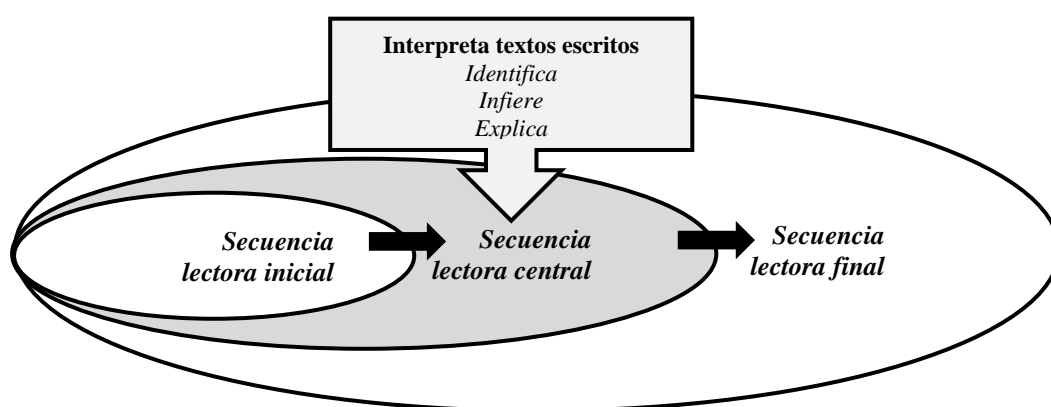 Interpreta textos escritos
Identifica
Infiere
Explica
Secuencia
lectora inicial
Secuencia
lectora central
Secuencia
lectora final